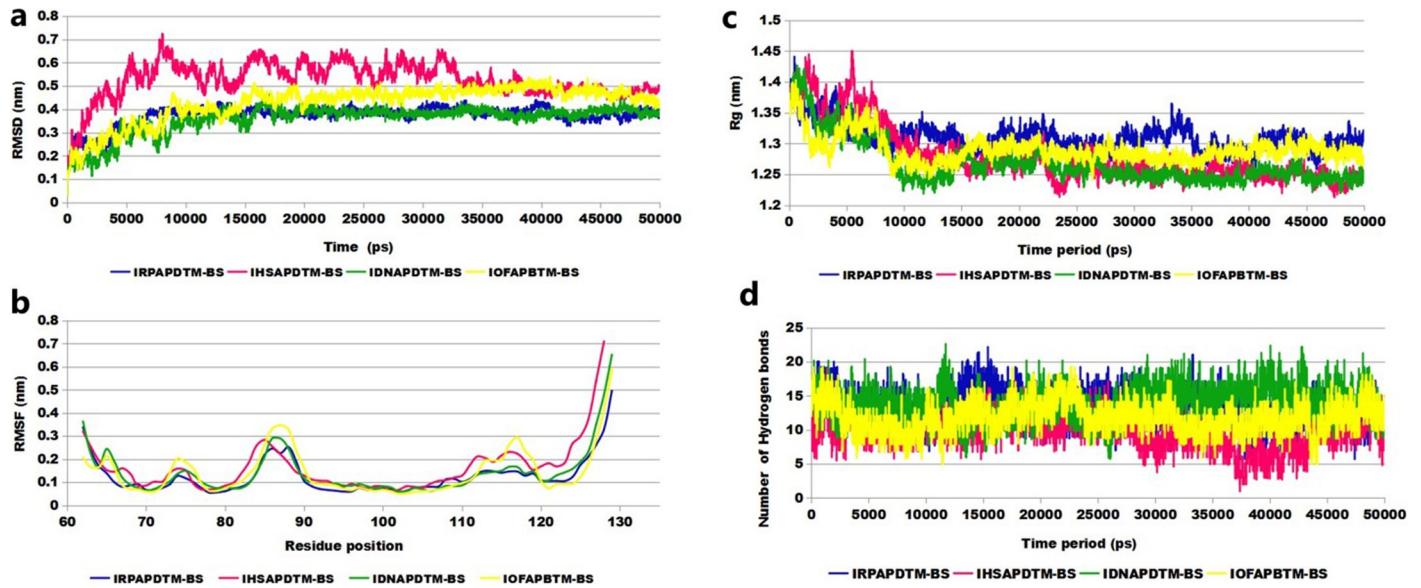 a
0.8
0.7
0.6
0.5
0.4
0.3
0.2
0.1
0
RMSD (nm)
0 5000 10000 15000 20000 25000 30000 35000 40000 45000 50000
Time (ps)
IRPAPDTM-BS IHSAPDTM-BS IDNAPDTM-BS IOFAPBTM-BS
b
0.8
0.7
0.6
0.5
0.4
0.3
0.2
0.1
0
RMSF (nm)
60 70 80 90 100 110 120 130
Residue position
IRPAPDTM-BS IHSAPDTM-BS IDNAPDTM-BS IOFAPBTM-BS
c
1.5
1.45
1.4
1.35
1.3
1.25
1.2
Rg (nm)
0 5000 10000 15000 20000 25000 30000 35000 40000 45000 50000
Time period (ps)
IRPAPDTM-BS IHSAPDTM-BS IDNAPDTM-BS IOFAPBTM-BS
d
25
20
15
10
5
0
Number of Hydrogen bonds
0 5000 10000 15000 20000 25000 30000 35000 40000 45000 50000
Time period (ps)
IRPAPDTM-BS IHSAPDTM-BS IDNAPDTM-BS IOFAPBTM-BS